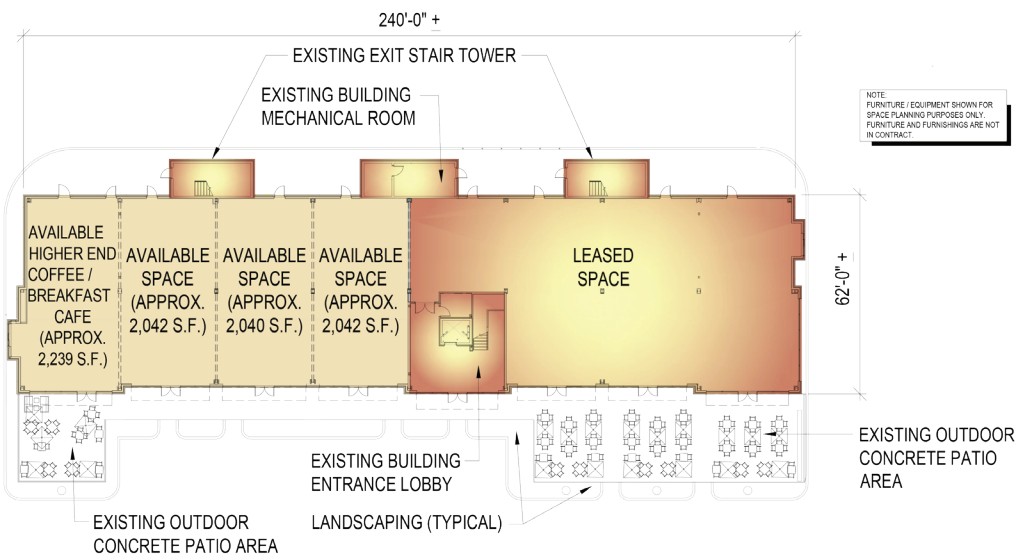 240'-0" +
EXISTING EXIT STAIR TOWER
EXISTING BUILDING
MECHANICAL ROOM
NOTE:
FURNITURE / EQUIPMENT SHOWN FOR
SPACE PLANNING PURPOSES ONLY.
FURNITURE AND FURNISHINGS ARE NOT
IN CONTRACT.
AVAILABLE
HIGHER END
COFFEE /
BREAKFAST
CAFE
(APPROX.
2,239 S.F.)
AVAILABLE
SPACE
(APPROX.
2,042 S.F.)
AVAILABLE
SPACE
(APPROX.
2,040 S.F.)
AVAILABLE
SPACE
(APPROX.
2,042 S.F.)
LEASED
SPACE
62'-0" +
EXISTING BUILDING
ENTRANCE LOBBY
LANDSCAPING (TYPICAL)
EXISTING OUTDOOR
CONCRETE PATIO
AREA
EXISTING OUTDOOR
CONCRETE PATIO AREA